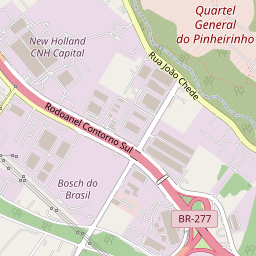 Quartel
General
do Pinheirinho
New Holland
CNH Capital
Rua João Chede
Rodoanel Contorno Sul
Bosch do
Brasil
BR-277